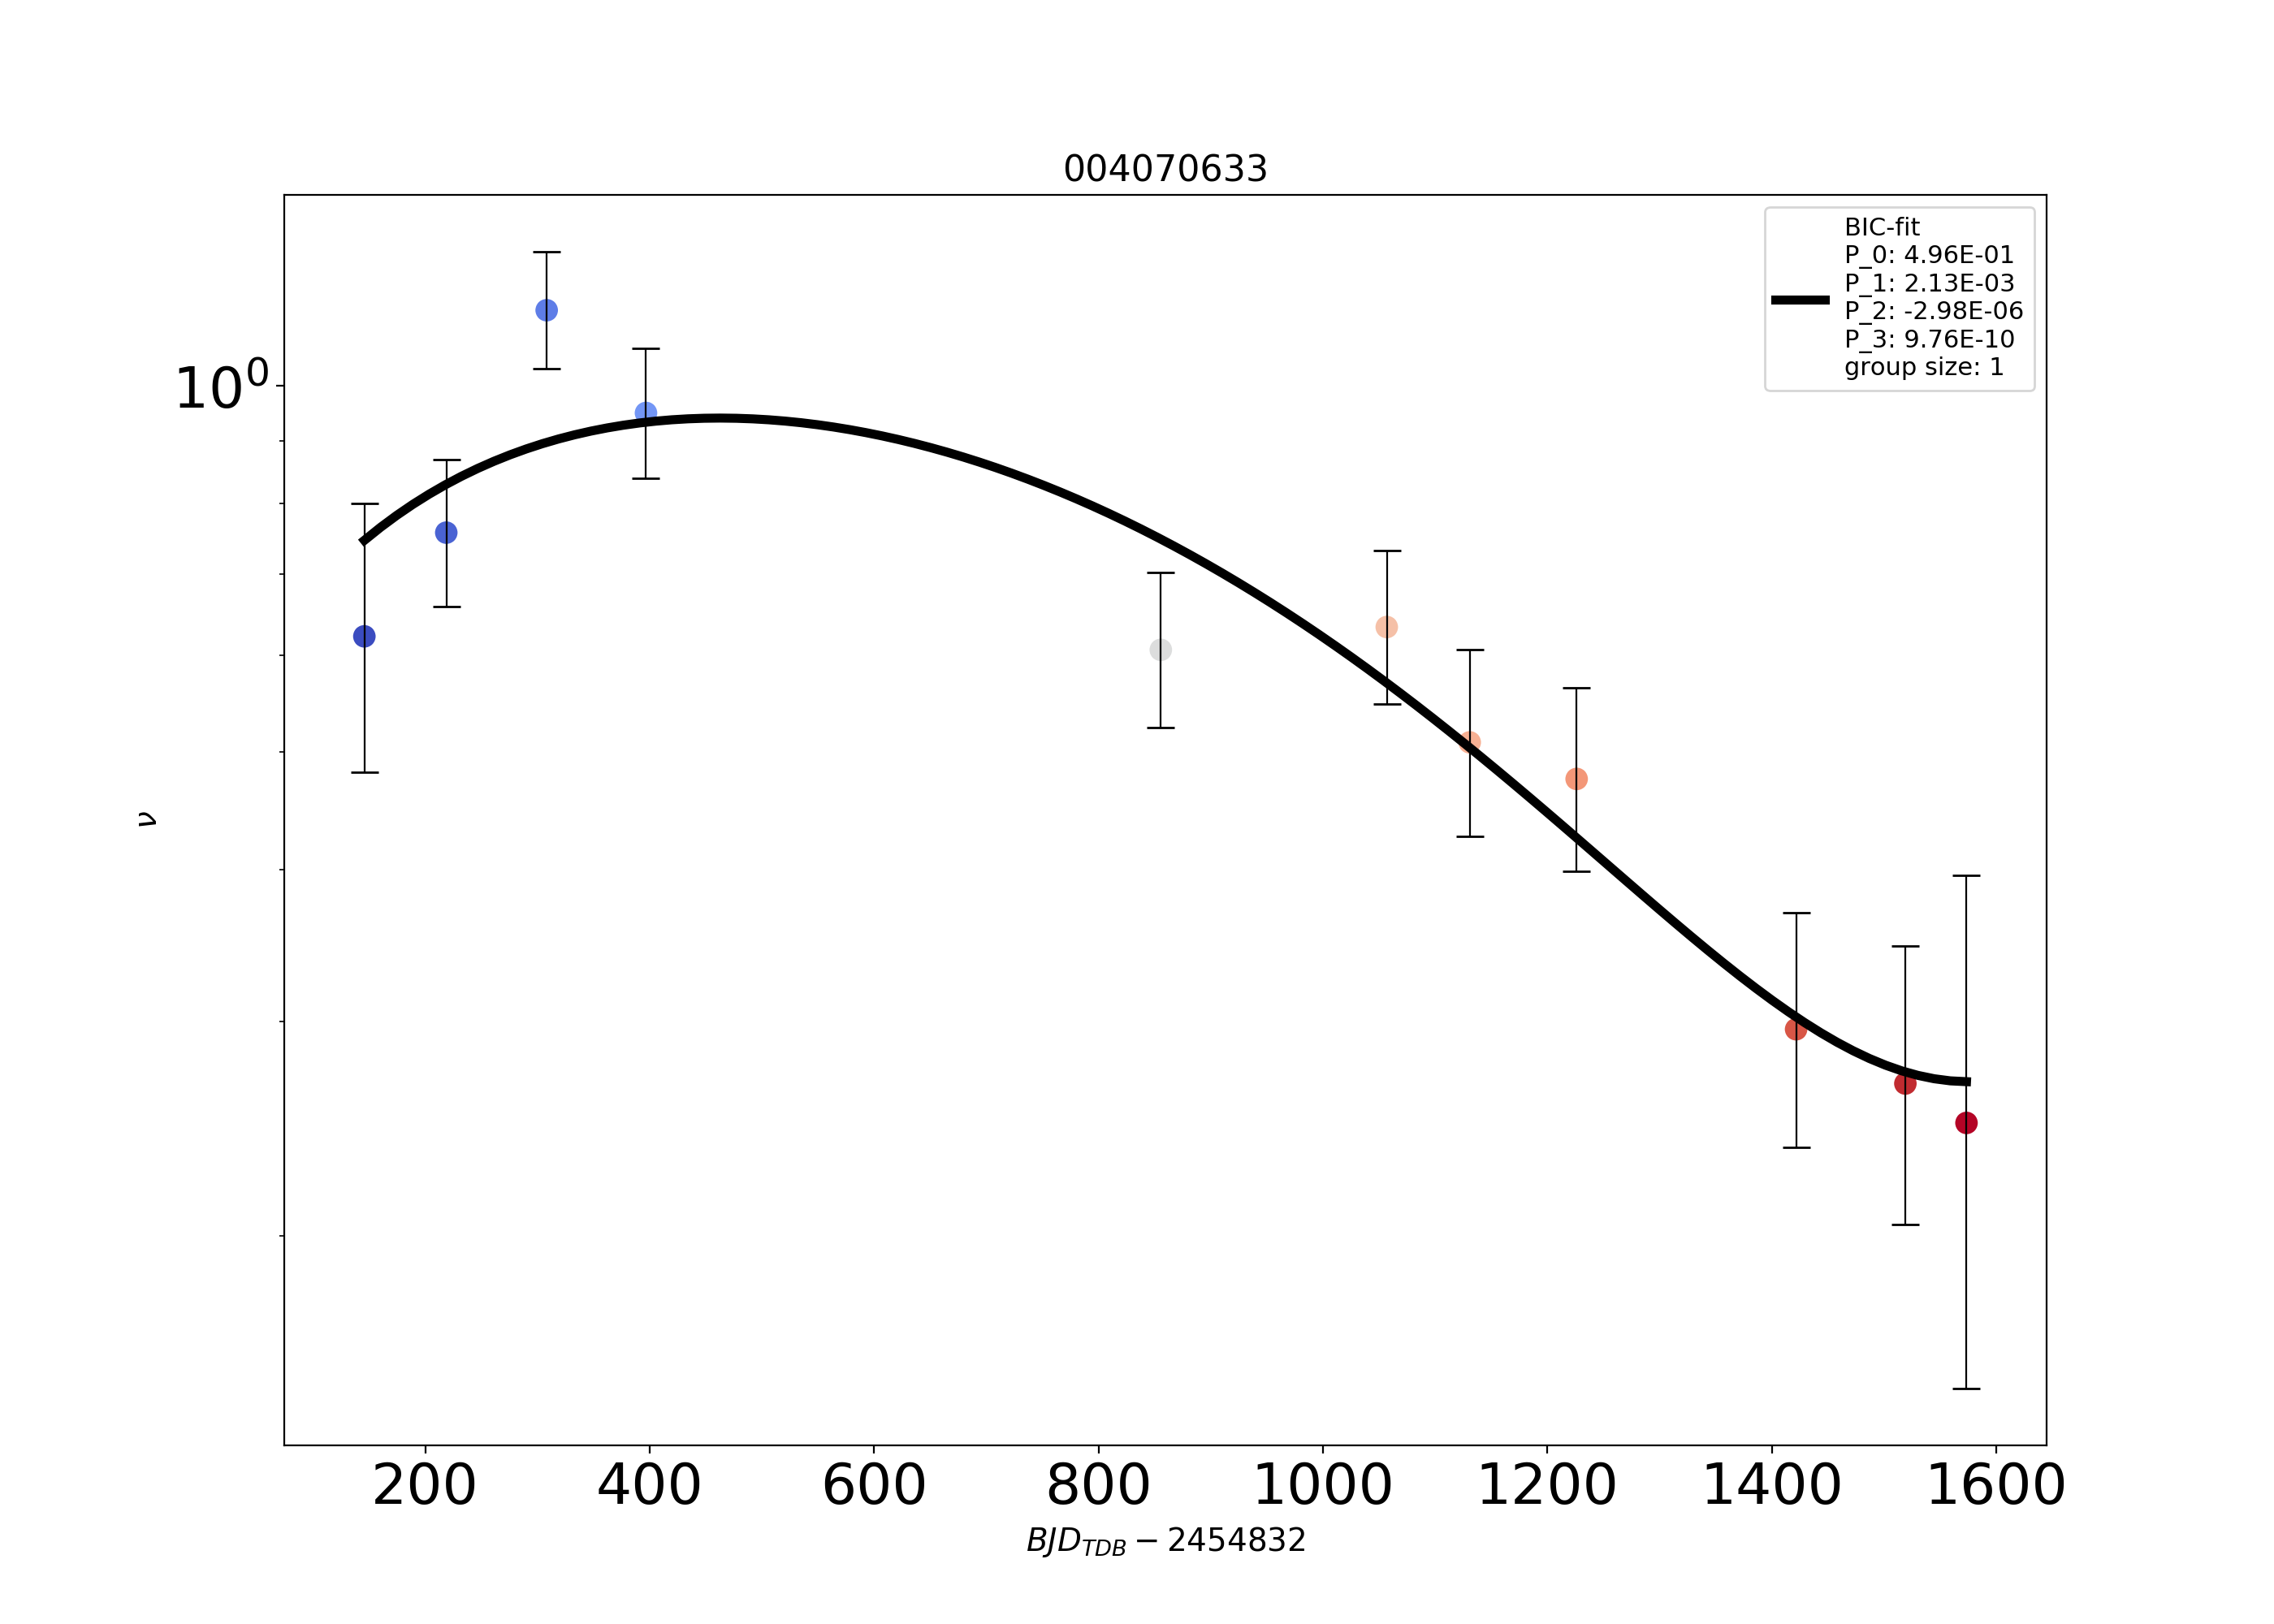 004070633
BIC-fit
P_0: 4.96E-01
P_1: 2.13E-03
P_2: -2.98E-06
P_3: 9.76E-10
group size: 1
10⁰
ν
200 400 600 800 1000 1200 1400 1600
BJD_TDB − 2454832